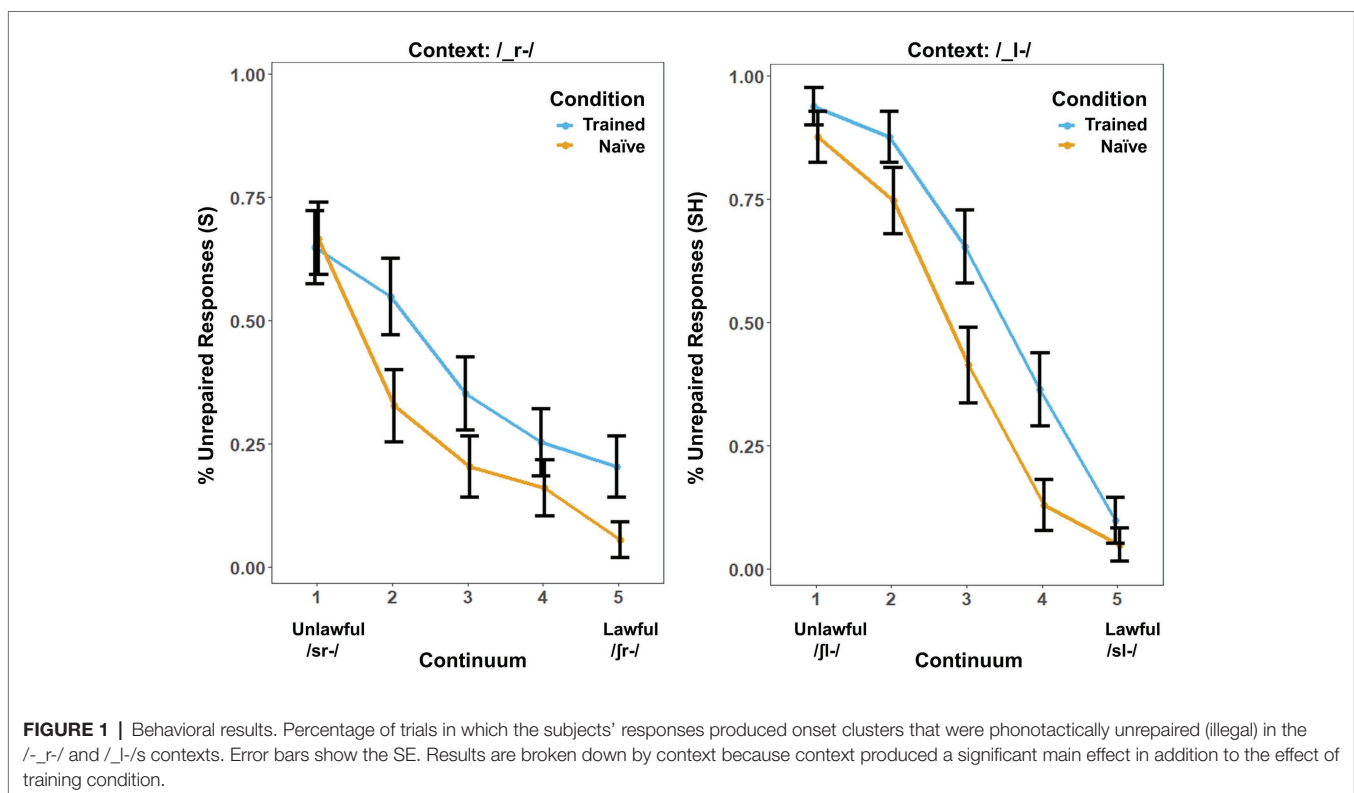 Context: /_r-/
% Unrepaired Responses (S)
1.00
0.75
0.50
0.25
0.00
Condition
Trained
Naïve
1 2 3 4 5
Unlawful Lawful
/sr-/ /ʃr-/
Continuum
Context: /_l-/
% Unrepaired Responses (SH)
1.00
0.75
0.50
0.25
0.00
Condition
Trained
Naïve
1 2 3 4 5
Unlawful Lawful
/ʃl-/ /sl-/
Continuum
FIGURE 1 | Behavioral results. Percentage of trials in which the subjects’ responses produced onset clusters that were phonotactically unrepaired (illegal) in the
/-_r-/ and /_l-/s contexts. Error bars show the SE. Results are broken down by context because context produced a significant main effect in addition to the effect of
training condition.